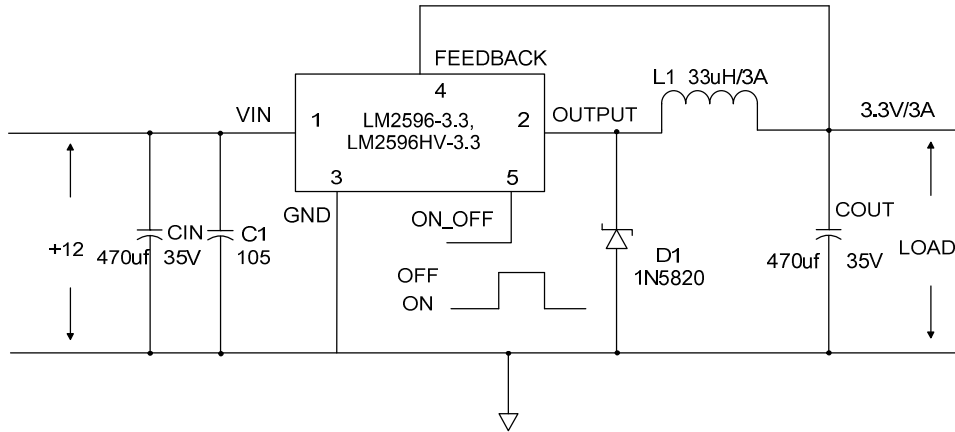 FEEDBACK
L1 33uH/3A
4
VIN
1
LM2596-3.3,
LM2596HV-3.3
2
OUTPUT
3.3V/3A
3
5
GND
ON_OFF
+12
CIN
470uf 35V
C1
105
OFF
ON
D1
1N5820
COUT
470uf 35V
LOAD